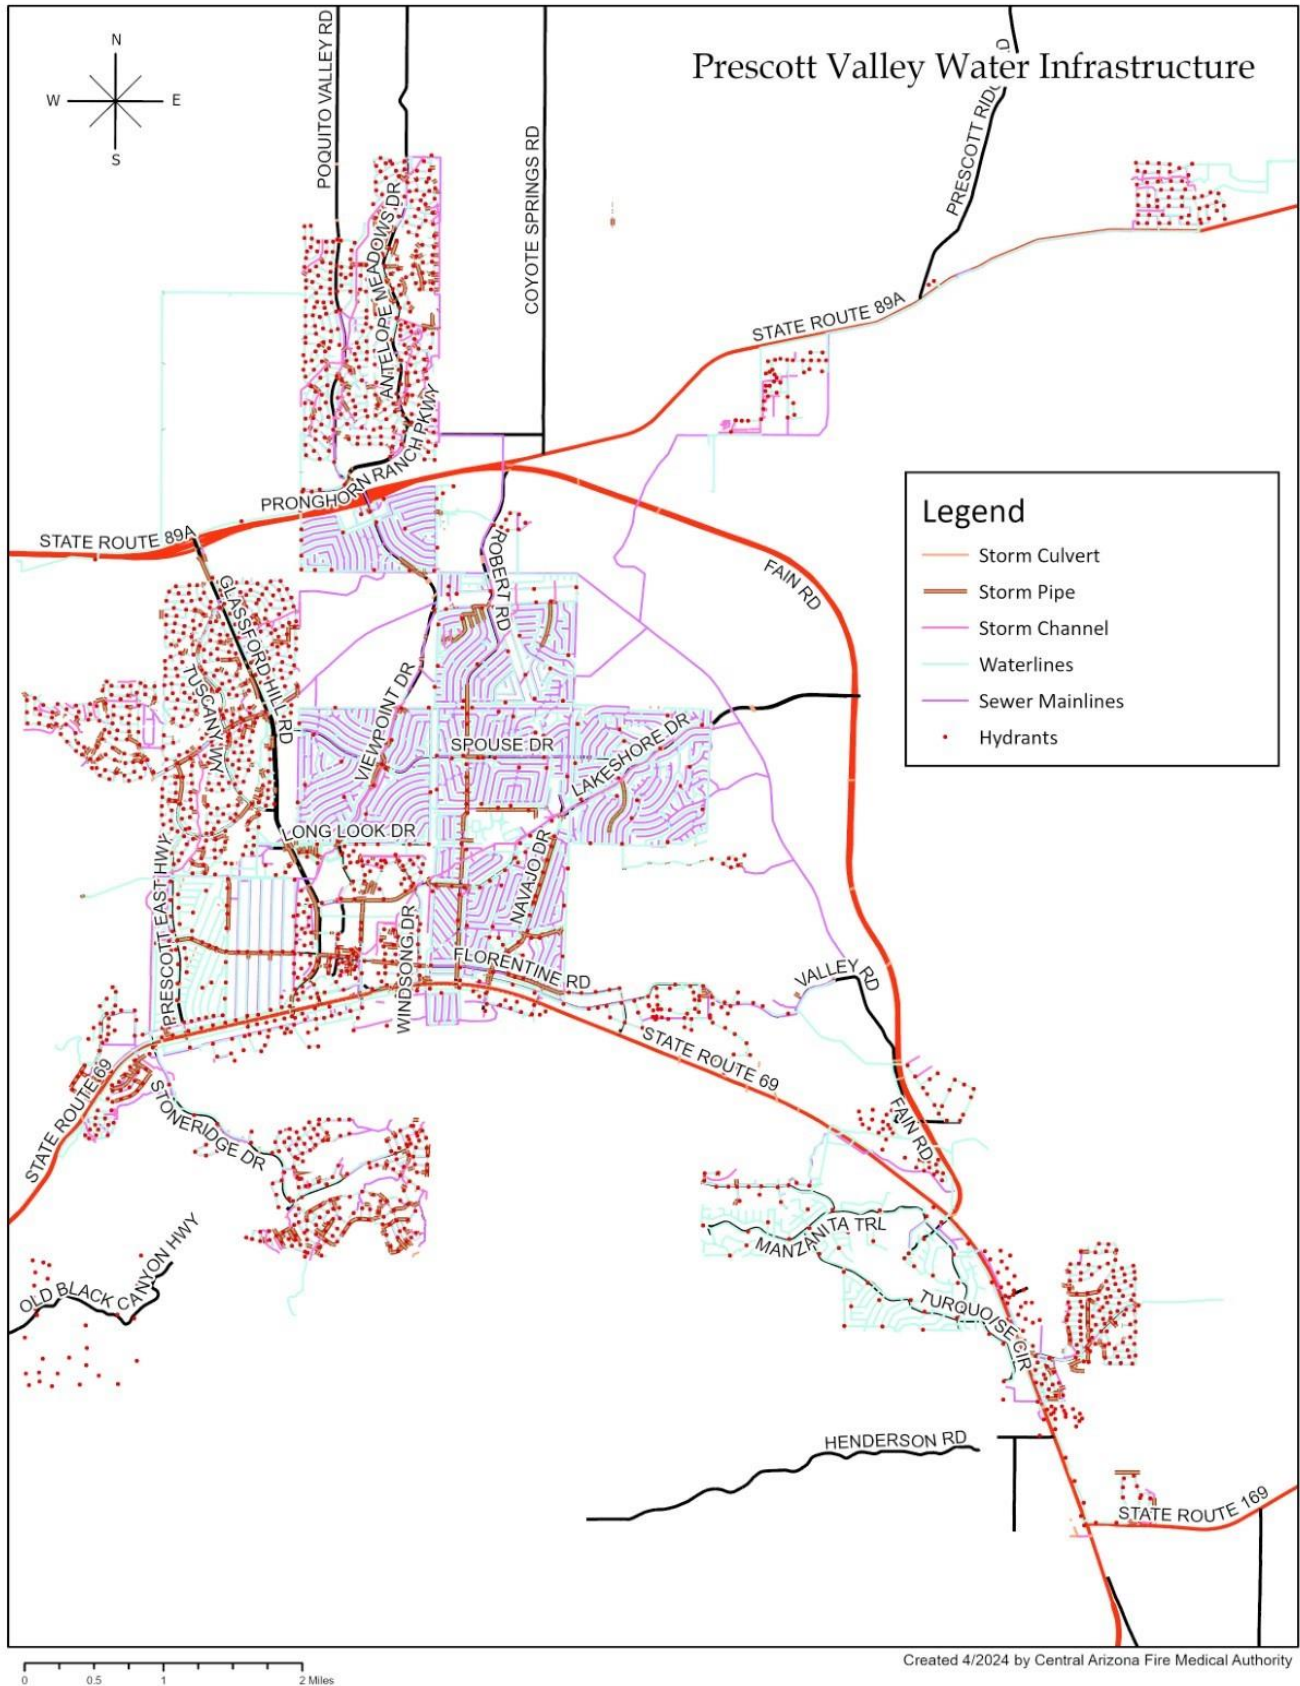 N
W E
S
POQUITO VALLEY RD
COYOTE SPRINGS RD
Prescott Valley Water Infrastructure
PRESCOTT
ANTELOPE MEADOWS DR
STATE ROUTE 89A
PRONGHORN RANCH PKWY
STATE ROUTE 89A
Legend
Storm Culvert
Storm Pipe
Storm Channel
Waterlines
Sewer Mainlines
Hydrants
ROBERT RD
FAIN RD
GLASSFORD HILL RD
TUSCANY WY
VIEWPOINT DR
SPOUSE DR
LAKESHORE DR
LONG LOOK DR
PRESCOTT EAST HWY
NAVAJO DR
WINDSONG DR
FLORENTINE RD
VALLEY RD
STATE ROUTE 69
STATE ROUTE 69
STONERIDGE DR
FAIN RD
MANZANITA TRL
OLD BLACK CANYON HWY
TURQUOISE CIR
HENDERSON RD
STATE ROUTE 169
Created 4/2024 by Central Arizona Fire Medical Authority
0 0.5 1 2 Miles